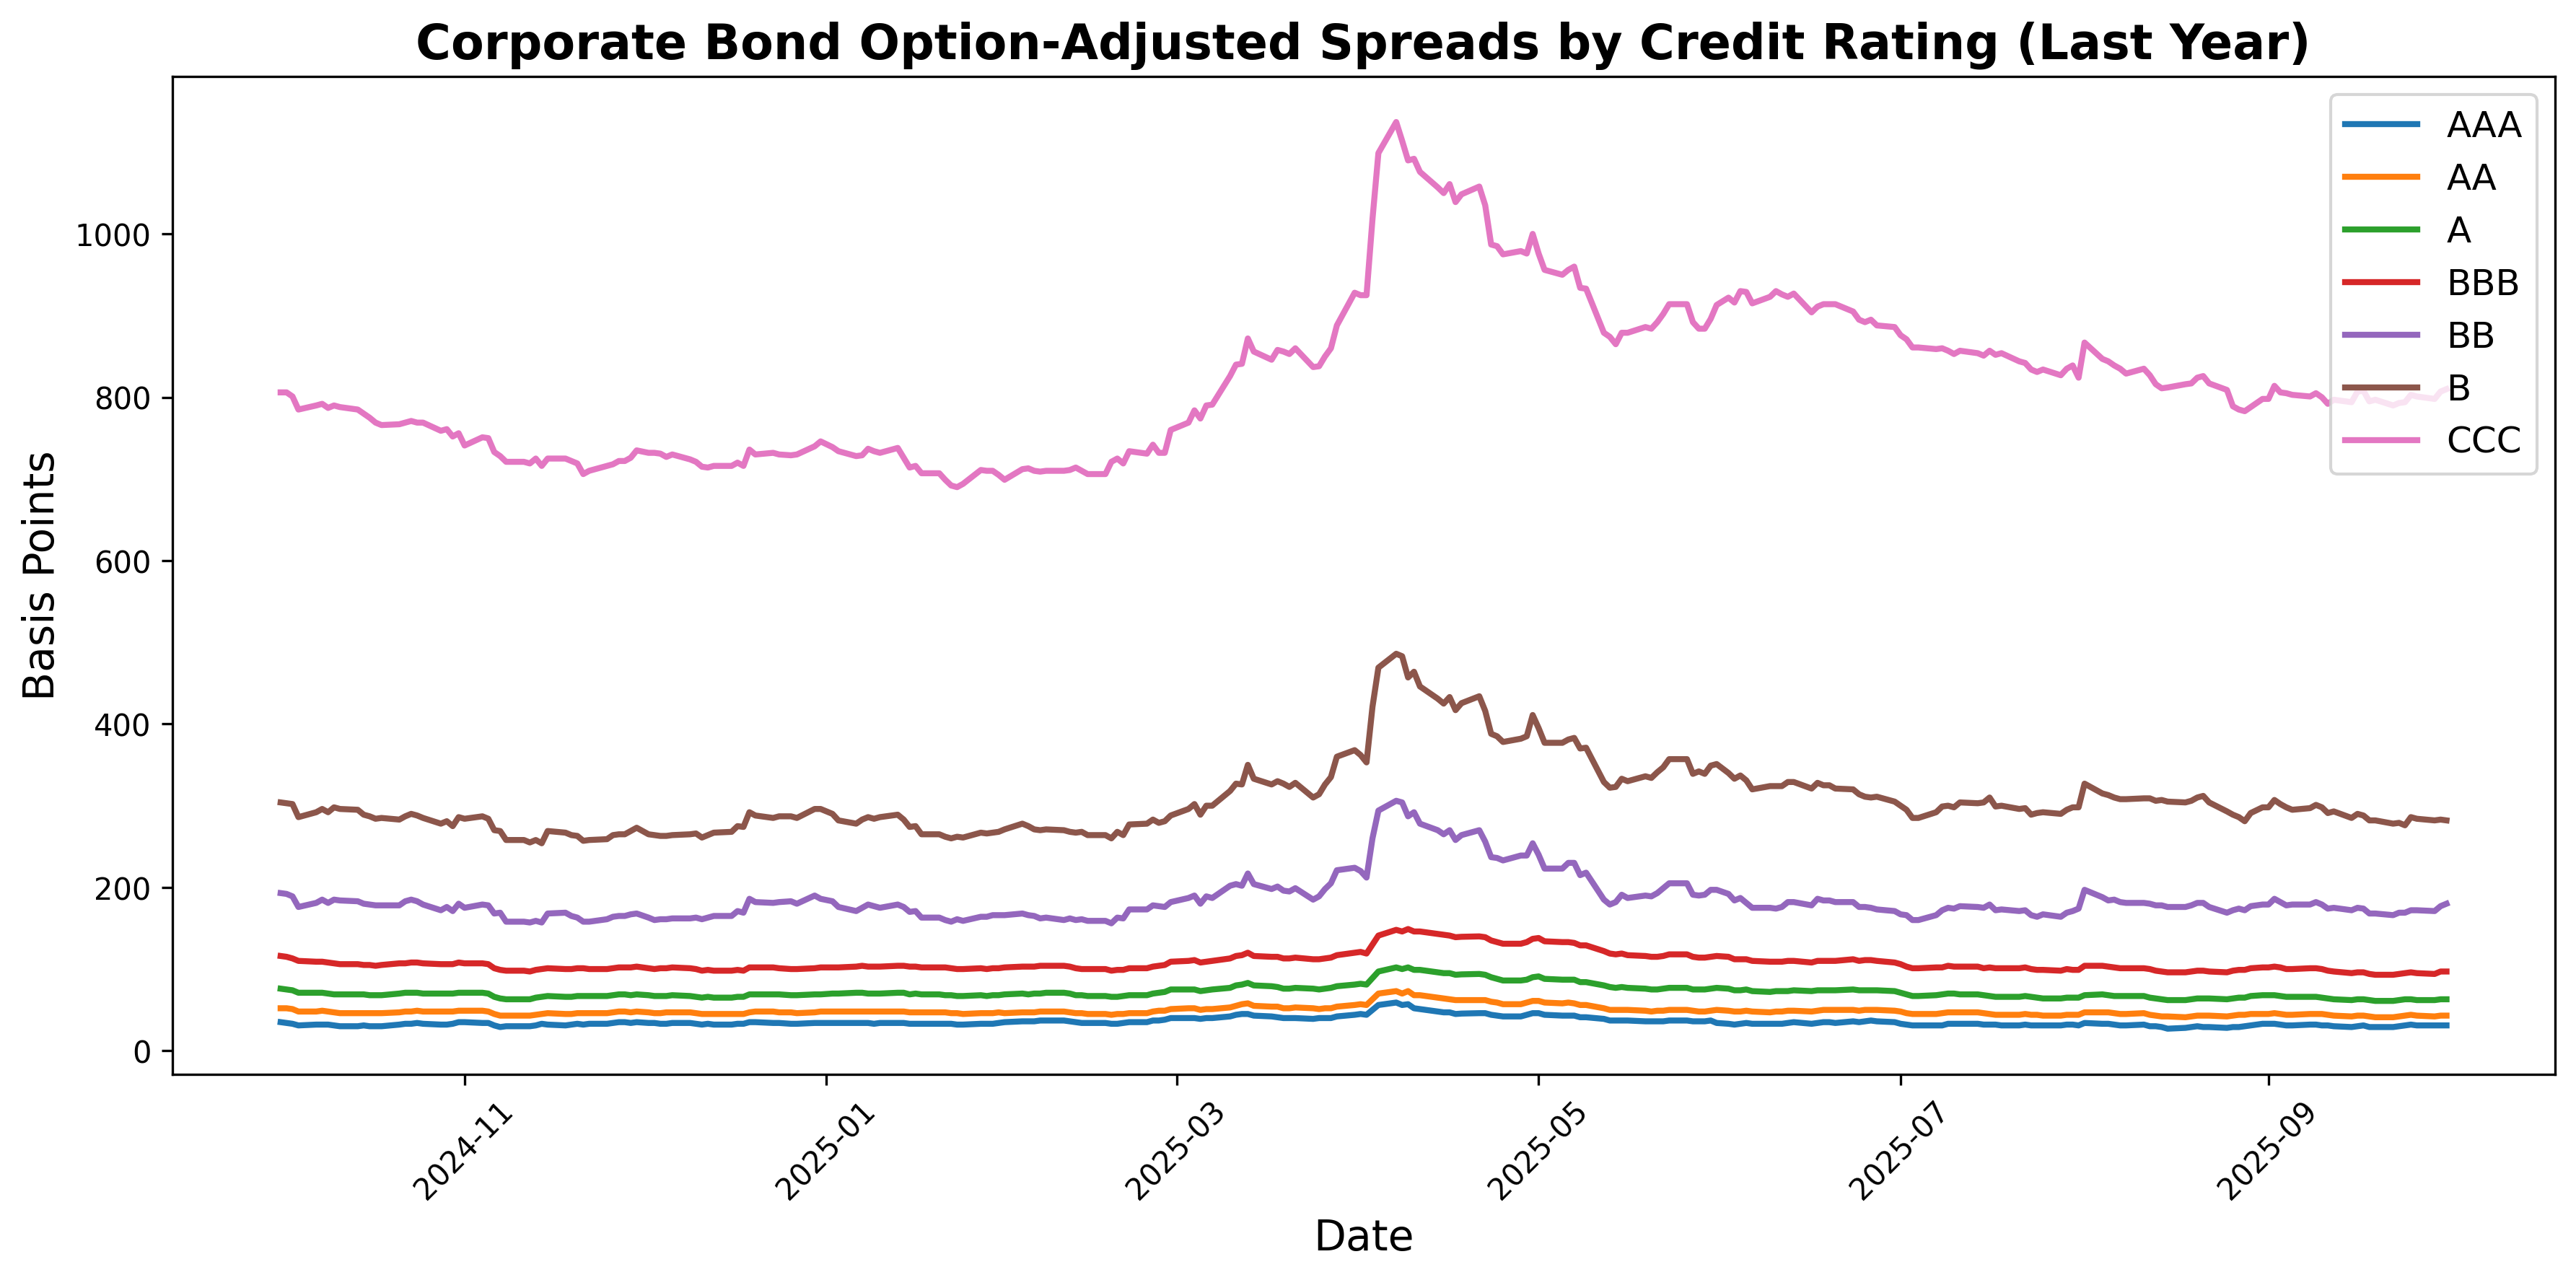 Corporate Bond Option-Adjusted Spreads by Credit Rating (Last Year)
AAA
AA
A
BBB
BB
B
CCC
Basis Points
1000
800
600
400
200
0
2024-11
2025-01
2025-03
2025-05
2025-07
2025-09
Date